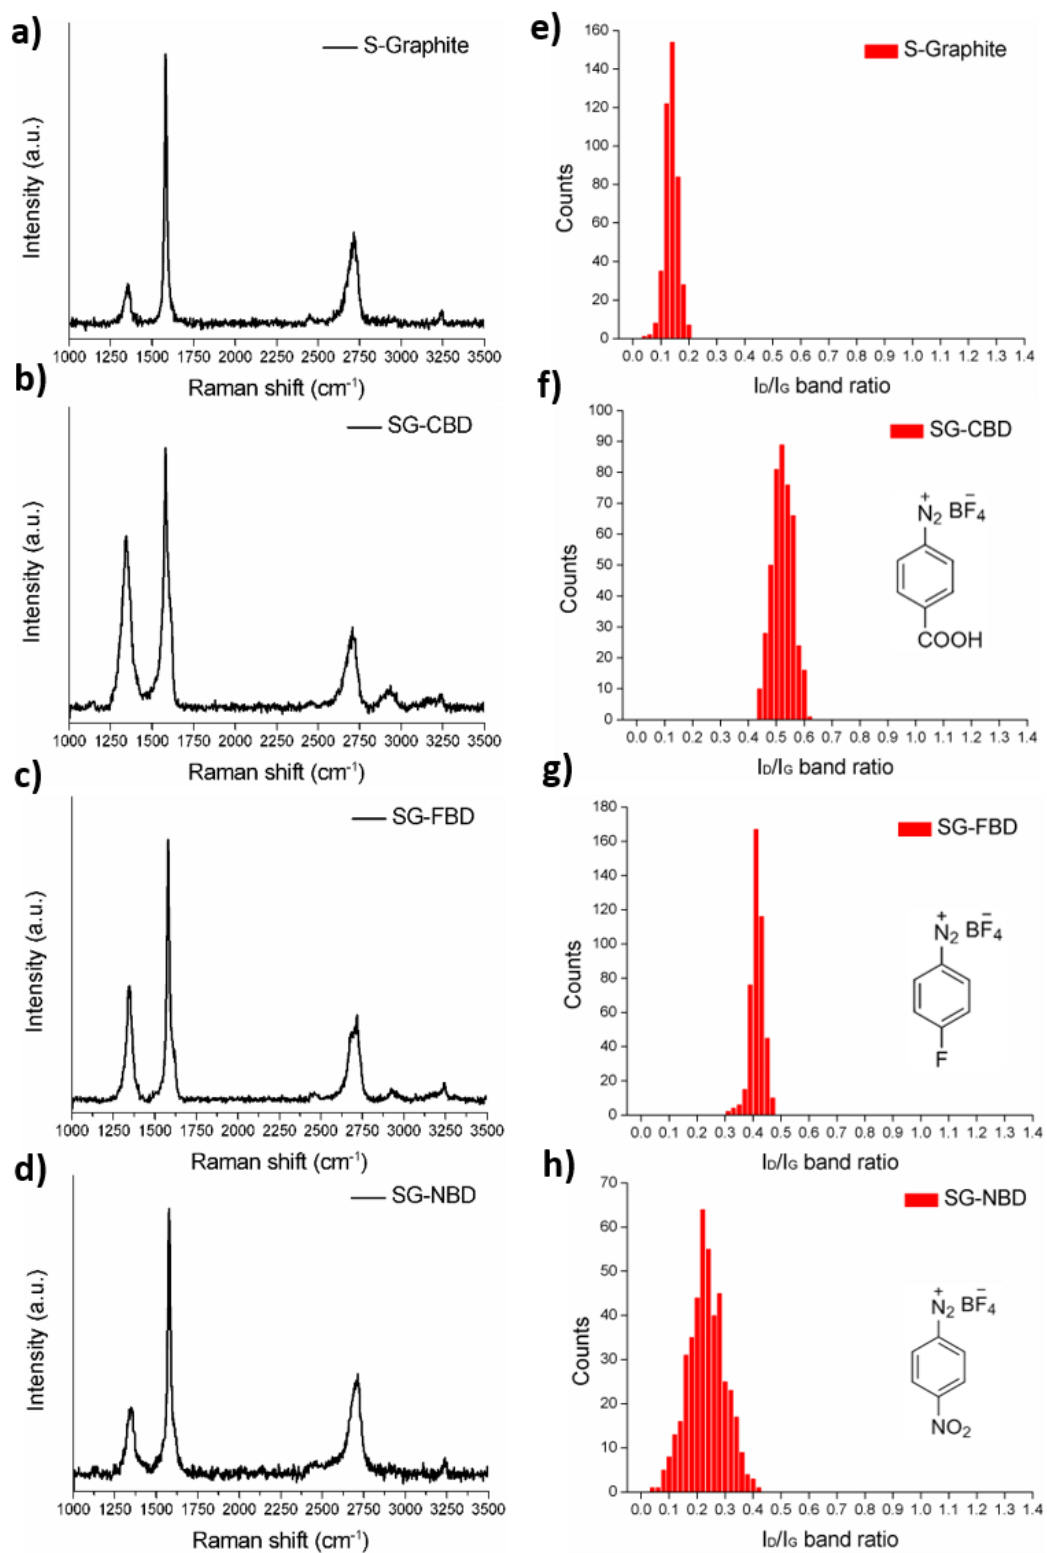 a)
S-Graphite
Intensity (a.u.)
1000 1250 1500 1750 2000 2250 2500 2750 3000 3250 3500
Raman shift (cm⁻¹)
e)
S-Graphite
160
140
120
100
80
60
40
20
0
Counts
0.0 0.1 0.2 0.3 0.4 0.5 0.6 0.7 0.8 0.9 1.0 1.1 1.2 1.3 1.4
I_D/I_G band ratio
b)
SG-CBD
Intensity (a.u.)
1000 1250 1500 1750 2000 2250 2500 2750 3000 3250 3500
Raman shift (cm⁻¹)
f)
SG-CBD
100
90
80
70
60
50
40
30
20
10
0
Counts
N₂⁺ BF₄⁻
COOH
0.0 0.1 0.2 0.3 0.4 0.5 0.6 0.7 0.8 0.9 1.0 1.1 1.2 1.3 1.4
I_D/I_G band ratio
c)
SG-FBD
Intensity (a.u.)
1000 1250 1500 1750 2000 2250 2500 2750 3000 3250 3500
Raman shift (cm⁻¹)
g)
SG-FBD
180
160
140
120
100
80
60
40
20
0
Counts
N₂⁺ BF₄⁻
F
0.0 0.1 0.2 0.3 0.4 0.5 0.6 0.7 0.8 0.9 1.0 1.1 1.2 1.3 1.4
I_D/I_G band ratio
d)
SG-NBD
Intensity (a.u.)
1000 1250 1500 1750 2000 2250 2500 2750 3000 3250 3500
Raman shift (cm⁻¹)
h)
SG-NBD
70
60
50
40
30
20
10
0
Counts
N₂⁺ BF₄⁻
NO₂
0.0 0.1 0.2 0.3 0.4 0.5 0.6 0.7 0.8 0.9 1.0 1.1 1.2 1.3 1.4
I_D/I_G band ratio